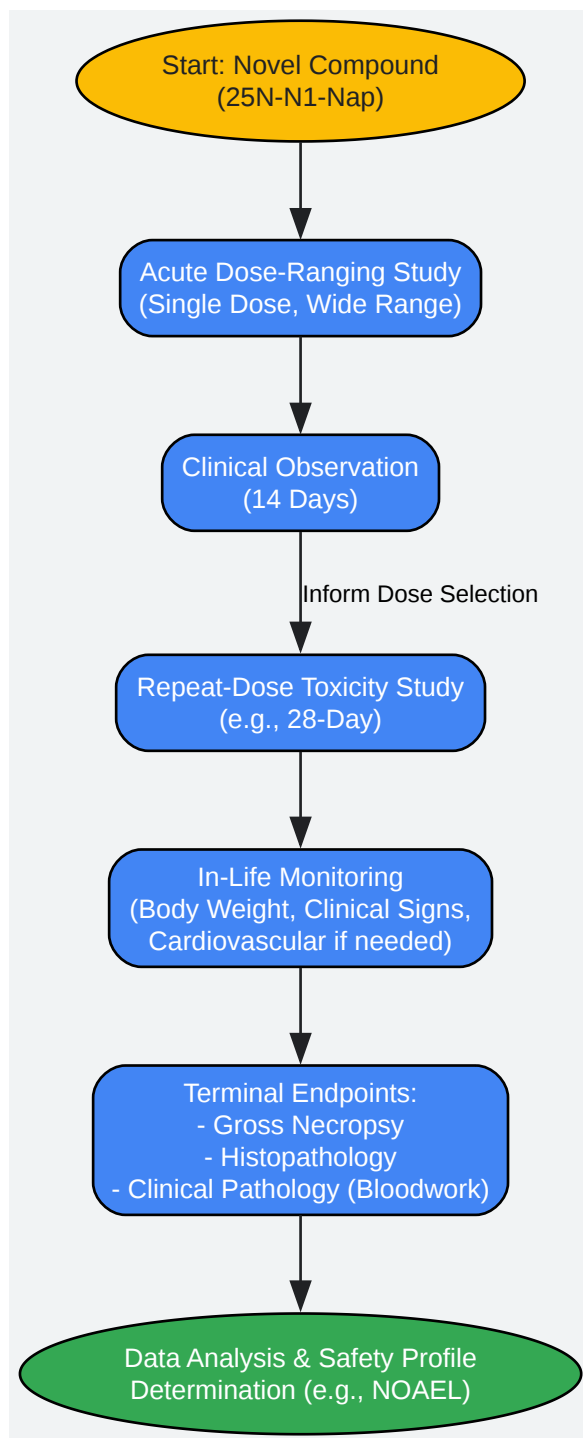 Start: Novel Compound
(25N-N1-Nap)
Acute Dose-Ranging Study
(Single Dose, Wide Range)
Clinical Observation
(14 Days)
Inform Dose Selection
Repeat-Dose Toxicity Study
(e.g., 28-Day)
In-Life Monitoring
(Body Weight, Clinical Signs,
Cardiovascular if needed)
Terminal Endpoints:
- Gross Necropsy
- Histopathology
- Clinical Pathology (Bloodwork)
Data Analysis & Safety Profile
Determination (e.g., NOAEL)